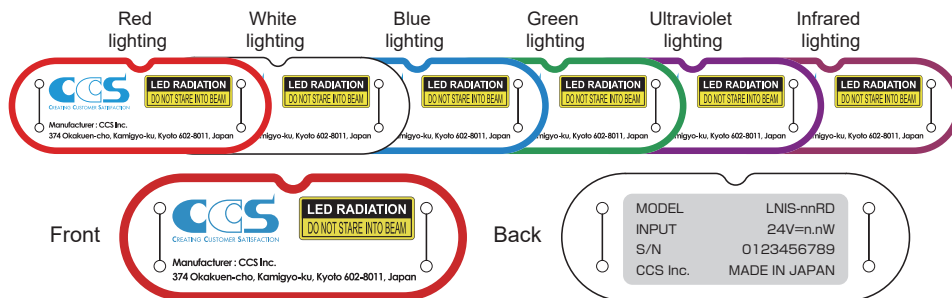 Red lighting
White lighting
Blue lighting
Green lighting
Ultraviolet lighting
Infrared lighting
CCS
CREATING CUSTOMER SATISFACTION
LED RADIATION
DO NOT STARE INTO BEAM
Manufacturer : CCS Inc.
374 Okakuen-cho, Kamigyo-ku, Kyoto 602-8011, Japan
LED RADIATION
DO NOT STARE INTO BEAM
Kyoto 602-8011, Japan
LED RADIATION
DO NOT STARE INTO BEAM
migyo-ku, Kyoto 602-8011, Japan
LED RADIATION
DO NOT STARE INTO BEAM
migyo-ku, Kyoto 602-8011, Japan
LED RADIATION
DO NOT STARE INTO BEAM
migyo-ku, Kyoto 602-8011, Japan
LED RADIATION
DO NOT STARE INTO BEAM
migyo-ku, Kyoto 602-8011, Japan
Front
CCS
CREATING CUSTOMER SATISFACTION
LED RADIATION
DO NOT STARE INTO BEAM
Manufacturer : CCS Inc.
374 Okakuen-cho, Kamigyo-ku, Kyoto 602-8011, Japan
Back
MODEL LNIS-nnRD
INPUT 24V=n.nW
S/N 0123456789
CCS Inc. MADE IN JAPAN